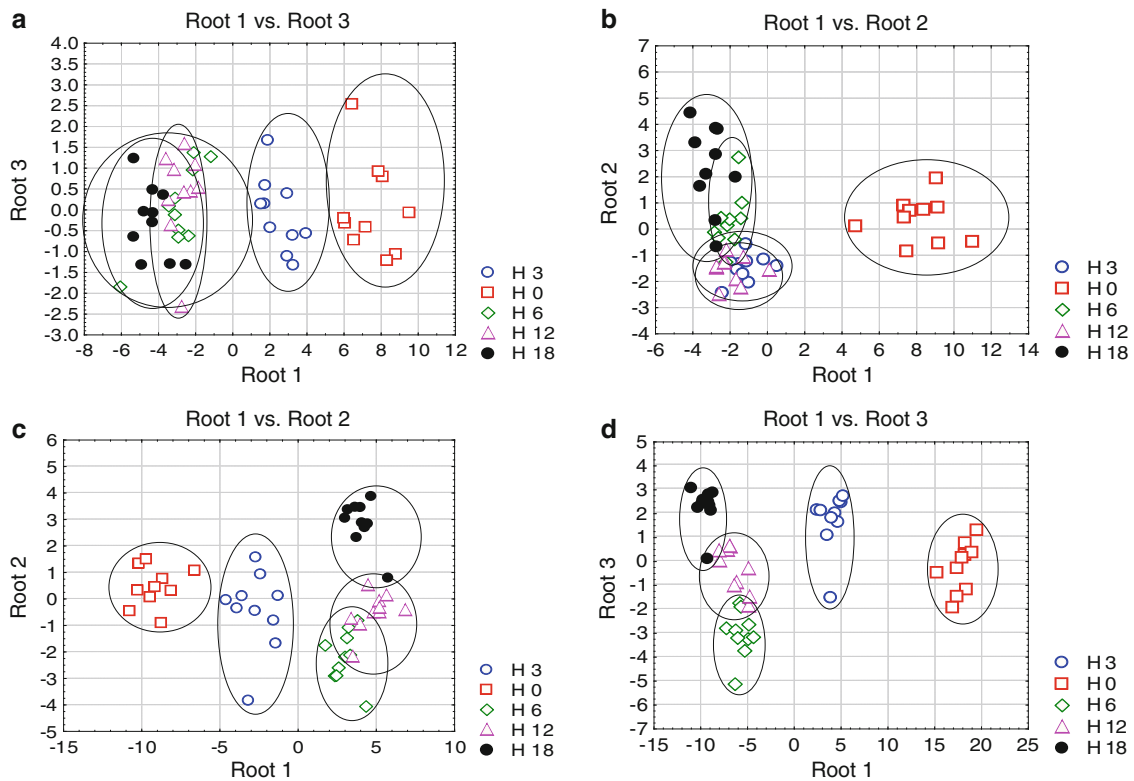 a
Root 1 vs. Root 3
4.0
3.5
3.0
2.5
2.0
1.5
1.0
0.5
0.0
-0.5
-1.0
-1.5
-2.0
-2.5
-3.0
Root 3
-8 -6 -4 -2 0 2 4 6 8 10 12 14
Root 1
H 3
H 0
H 6
H 12
H 18
b
Root 1 vs. Root 2
7
6
5
4
3
2
1
0
-1
-2
-3
-4
Root 2
-6 -4 -2 0 2 4 6 8 10 12 14
Root 1
H 3
H 0
H 6
H 12
H 18
c
Root 1 vs. Root 2
6
5
4
3
2
1
0
-1
-2
-3
-4
-5
Root 2
-15 -10 -5 0 5 10
Root 1
H 3
H 0
H 6
H 12
H 18
d
Root 1 vs. Root 3
5
4
3
2
1
0
-1
-2
-3
-4
-5
-6
-7
Root 3
-15 -10 -5 0 5 10 15 20 25
Root 1
H 3
H 0
H 6
H 12
H 18